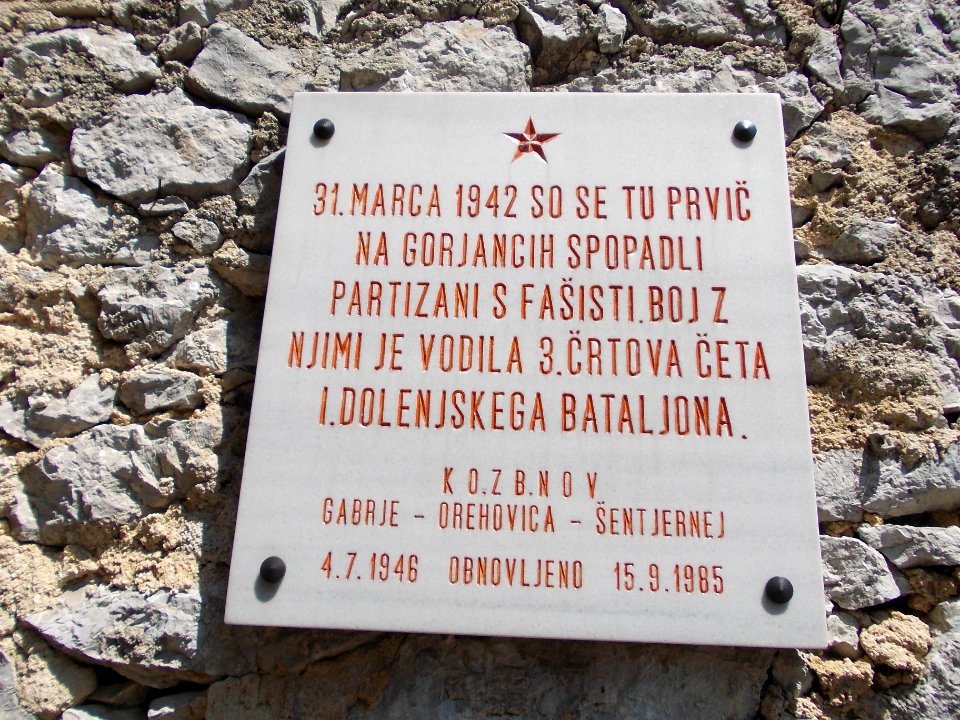 31. MARCA 1942 SO SE TU PRVIČ
NA GORJANCIH SPOPADLI
PARTIZANI S FAŠISTI. BOJ Z
NJIMI JE VODILA 3. ČRTOVA ČETA
I. DOLENJSKEGA BATALJONA.
K O. Z B. N O V
GABRJE - OREHOVICA - ŠENTJERNEJ
4.7.1946 OBNOVLJENO 15.9.1985